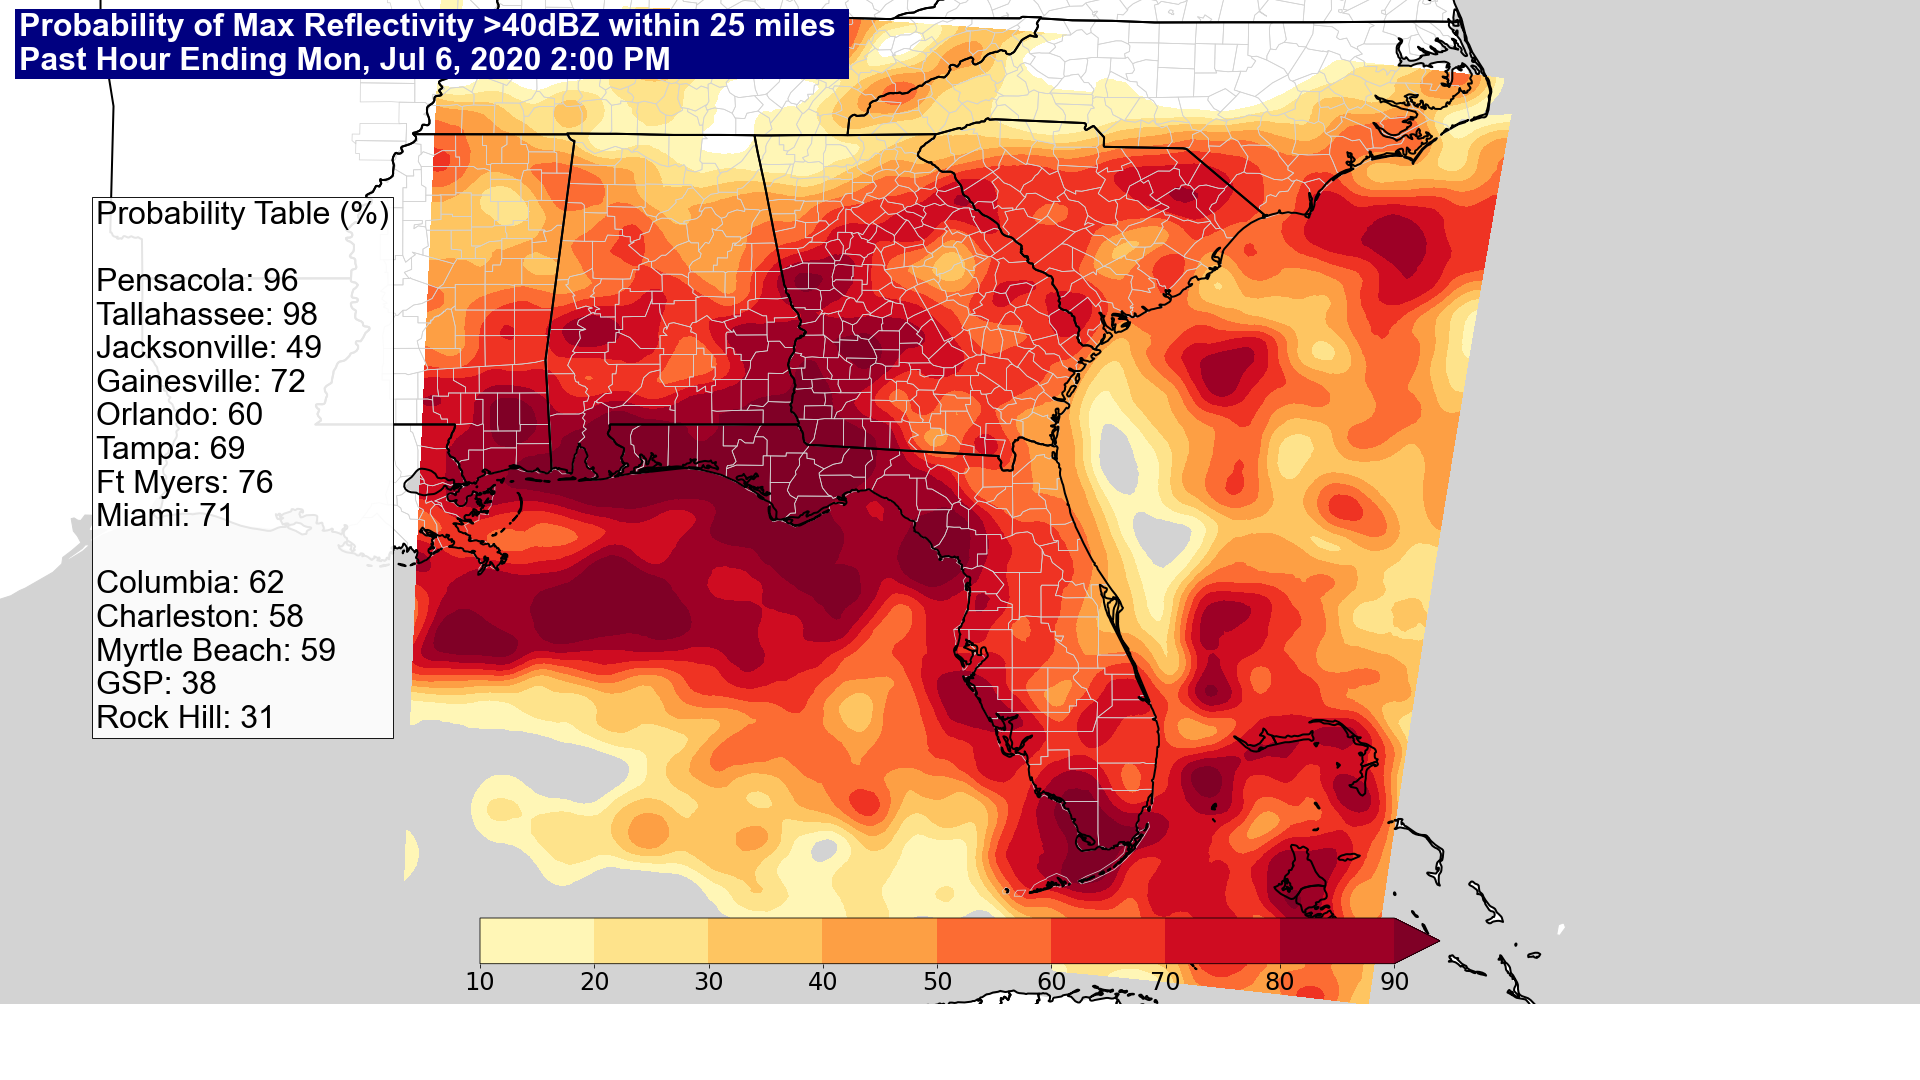 Probability of Max Reflectivity >40dBZ within 25 miles
Past Hour Ending Mon, Jul 6, 2020 2:00 PM
Probability Table (%)
Pensacola: 96
Tallahassee: 98
Jacksonville: 49
Gainesville: 72
Orlando: 60
Tampa: 69
Ft Myers: 76
Miami: 71
Columbia: 62
Charleston: 58
Myrtle Beach: 59
GSP: 38
Rock Hill: 31
10 20 30 40 50 60 70 80 90